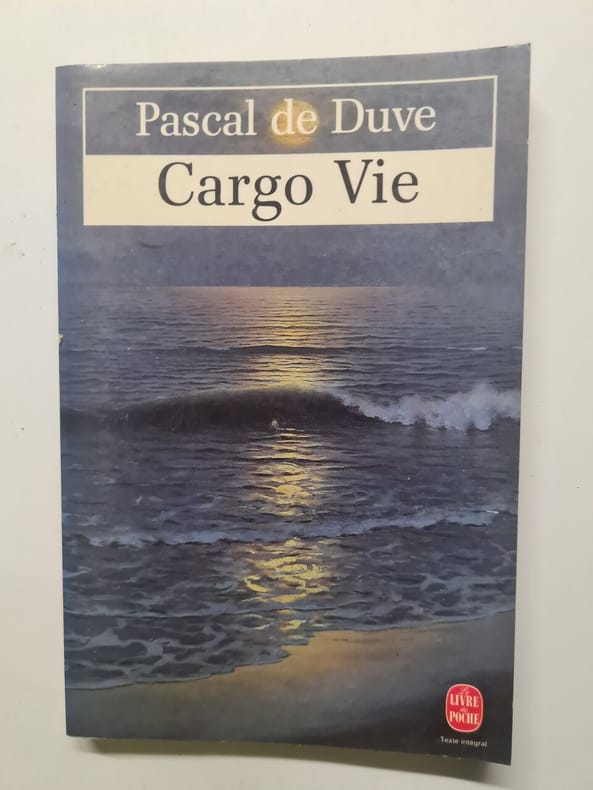 Pascal de Duve
Cargo Vie
Le
LIVRE
de
POCHE
Texte intégral